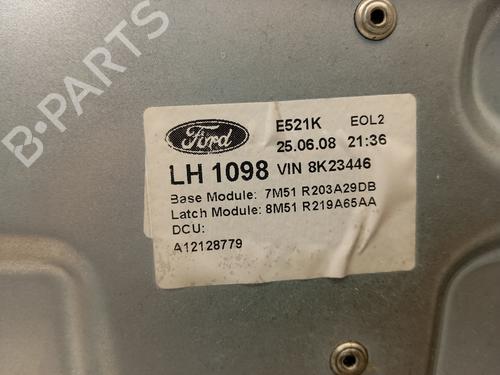 Ford
E521K EOL2
25.06.08 21:36
LH 1098 VIN 8K23446
Base Module: 7M51 R203A29DB
Latch Module: 8M51 R219A65AA
DCU:
A12128779
B-PARTS